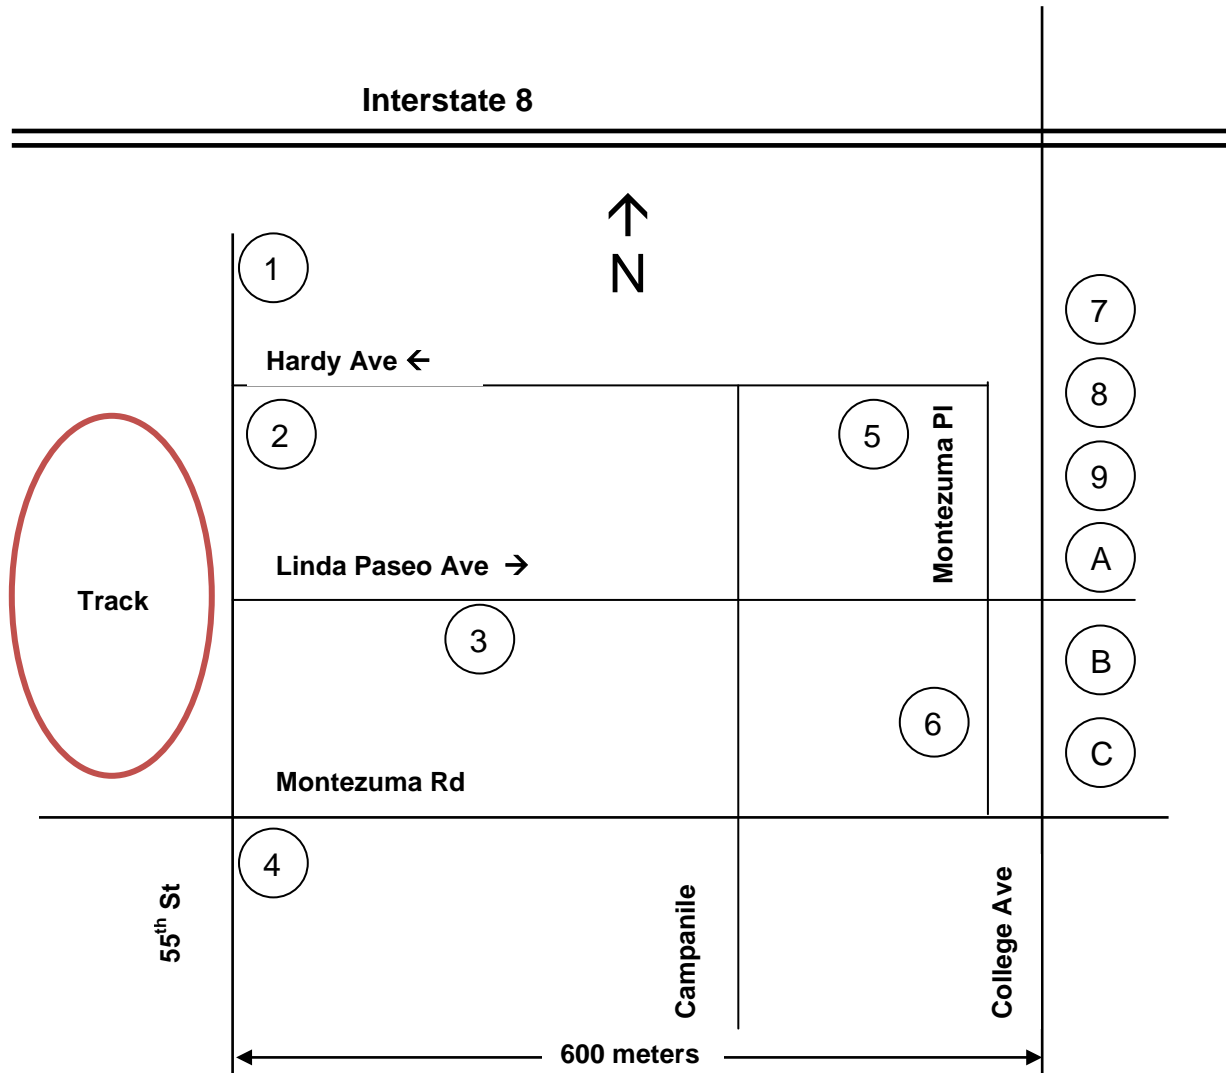 Interstate 8
N
1
7
Hardy Ave ←
8
2
5
Montezuma Pl
9
Linda Paseo Ave →
A
Track
3
B
6
C
Montezuma Rd
4
55th St
Campanile
College Ave
600 meters